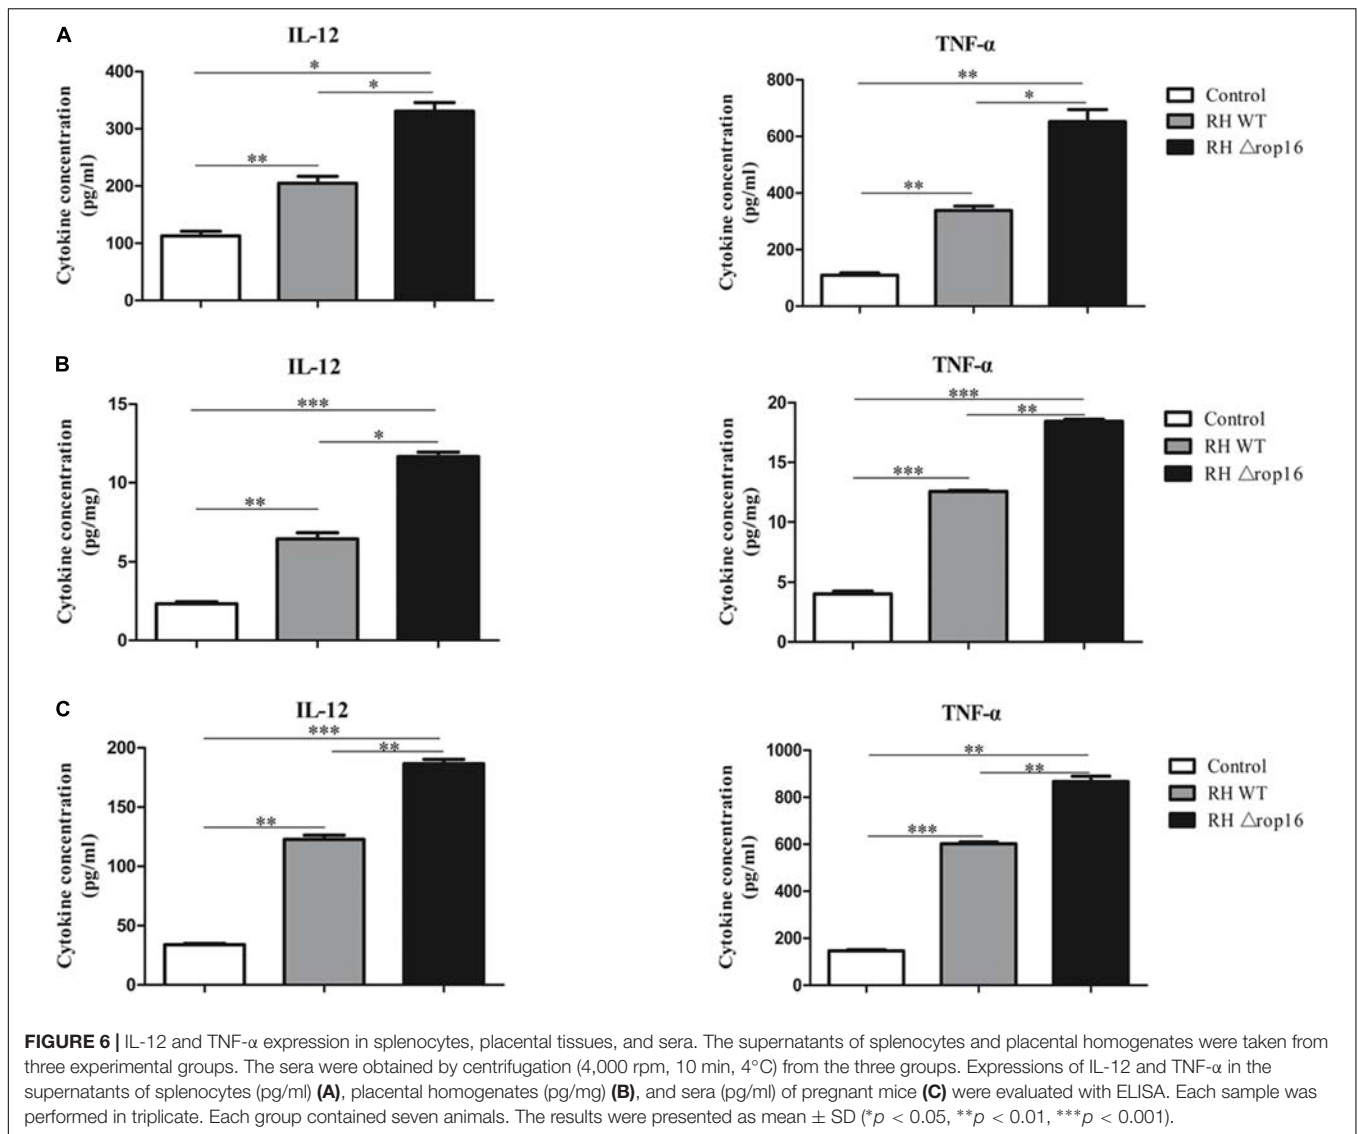 A
IL-12
Cytokine concentration
(pg/ml)
400
300
200
100
0
*
*
**
TNF-α
Cytokine concentration
(pg/ml)
800
600
400
200
0
**
*
**
Control
RH WT
RH △rop16
B
IL-12
Cytokine concentration
(pg/mg)
15
10
5
0
***
*
**
TNF-α
Cytokine concentration
(pg/mg)
20
15
10
5
0
***
**
***
Control
RH WT
RH △rop16
C
IL-12
Cytokine concentration
(pg/ml)
200
150
100
50
0
***
**
**
TNF-α
Cytokine concentration
(pg/ml)
1000
800
600
400
200
0
**
**
***
Control
RH WT
RH △rop16
FIGURE 6 | IL-12 and TNF-α expression in splenocytes, placental tissues, and sera. The supernatants of splenocytes and placental homogenates were taken from
three experimental groups. The sera were obtained by centrifugation (4,000 rpm, 10 min, 4°C) from the three groups. Expressions of IL-12 and TNF-α in the
supernatants of splenocytes (pg/ml) (A), placental homogenates (pg/mg) (B), and sera (pg/ml) of pregnant mice (C) were evaluated with ELISA. Each sample was
performed in triplicate. Each group contained seven animals. The results were presented as mean ± SD (*p < 0.05, **p < 0.01, ***p < 0.001).